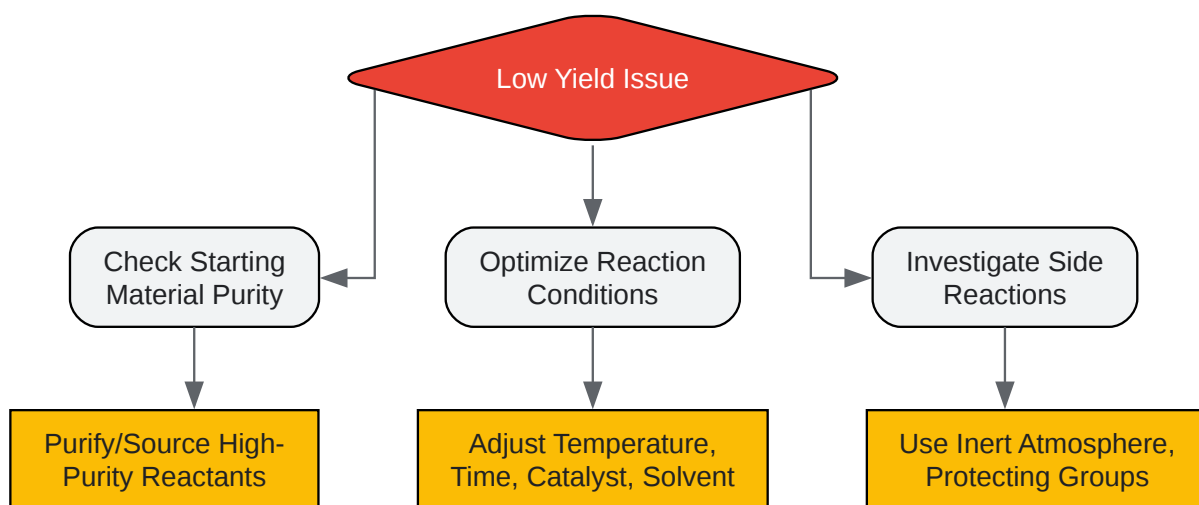 Low Yield Issue
Check Starting
Material Purity
Optimize Reaction
Conditions
Investigate Side
Reactions
Purify/Source High-
Purity Reactants
Adjust Temperature,
Time, Catalyst, Solvent
Use Inert Atmosphere,
Protecting Groups